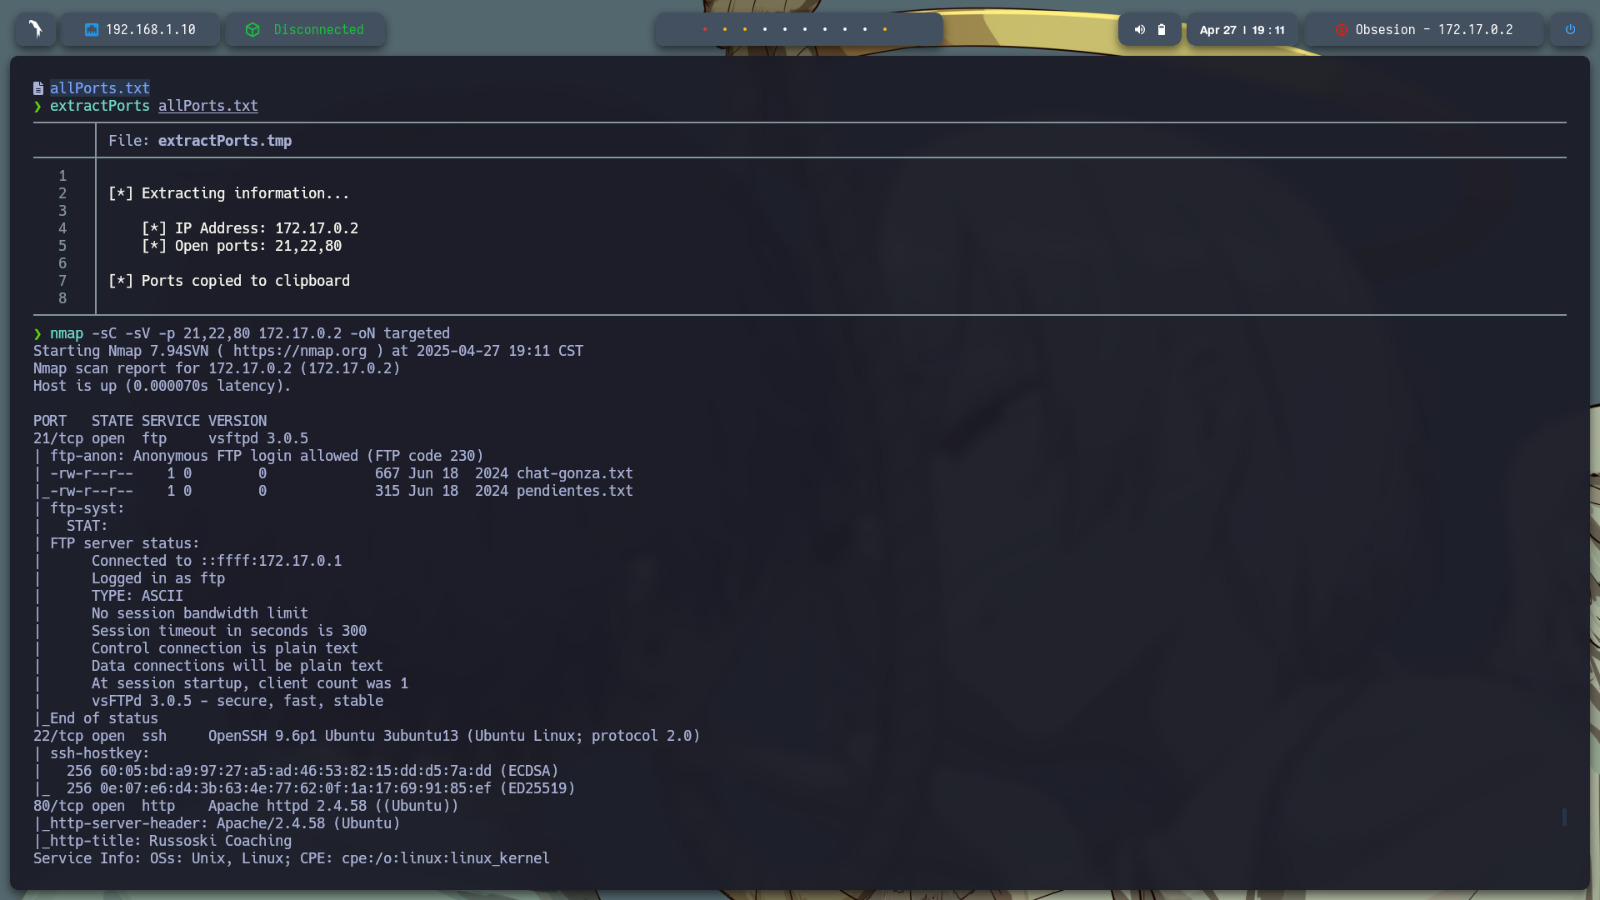 192.168.1.10
Disconnected
Apr 27 | 19 : 11
Obsesion - 172.17.0.2
allPorts.txt
❯ extractPorts allPorts.txt
File: extractPorts.tmp
1
2 [*] Extracting information...
3
4 [*] IP Address: 172.17.0.2
5 [*] Open ports: 21,22,80
6
7 [*] Ports copied to clipboard
8
❯ nmap -sC -sV -p 21,22,80 172.17.0.2 -oN targeted
Starting Nmap 7.94SVN ( https://nmap.org ) at 2025-04-27 19:11 CST
Nmap scan report for 172.17.0.2 (172.17.0.2)
Host is up (0.000070s latency).
PORT   STATE SERVICE VERSION
21/tcp open  ftp     vsftpd 3.0.5
| ftp-anon: Anonymous FTP login allowed (FTP code 230)
| -rw-r--r--    1 0        0             667 Jun 18  2024 chat-gonza.txt
|_-rw-r--r--    1 0        0             315 Jun 18  2024 pendientes.txt
| ftp-syst:
|   STAT:
| FTP server status:
|      Connected to ::ffff:172.17.0.1
|      Logged in as ftp
|      TYPE: ASCII
|      No session bandwidth limit
|      Session timeout in seconds is 300
|      Control connection is plain text
|      Data connections will be plain text
|      At session startup, client count was 1
|      vsFTPd 3.0.5 - secure, fast, stable
|_End of status
22/tcp open  ssh     OpenSSH 9.6p1 Ubuntu 3ubuntu13 (Ubuntu Linux; protocol 2.0)
| ssh-hostkey:
|   256 60:05:bd:a9:97:27:a5:ad:46:53:82:15:dd:d5:7a:dd (ECDSA)
|_  256 0e:07:e6:d4:3b:63:4e:77:62:0f:1a:17:69:91:85:ef (ED25519)
80/tcp open  http    Apache httpd 2.4.58 ((Ubuntu))
|_http-server-header: Apache/2.4.58 (Ubuntu)
|_http-title: Russoski Coaching
Service Info: OSs: Unix, Linux; CPE: cpe:/o:linux:linux_kernel